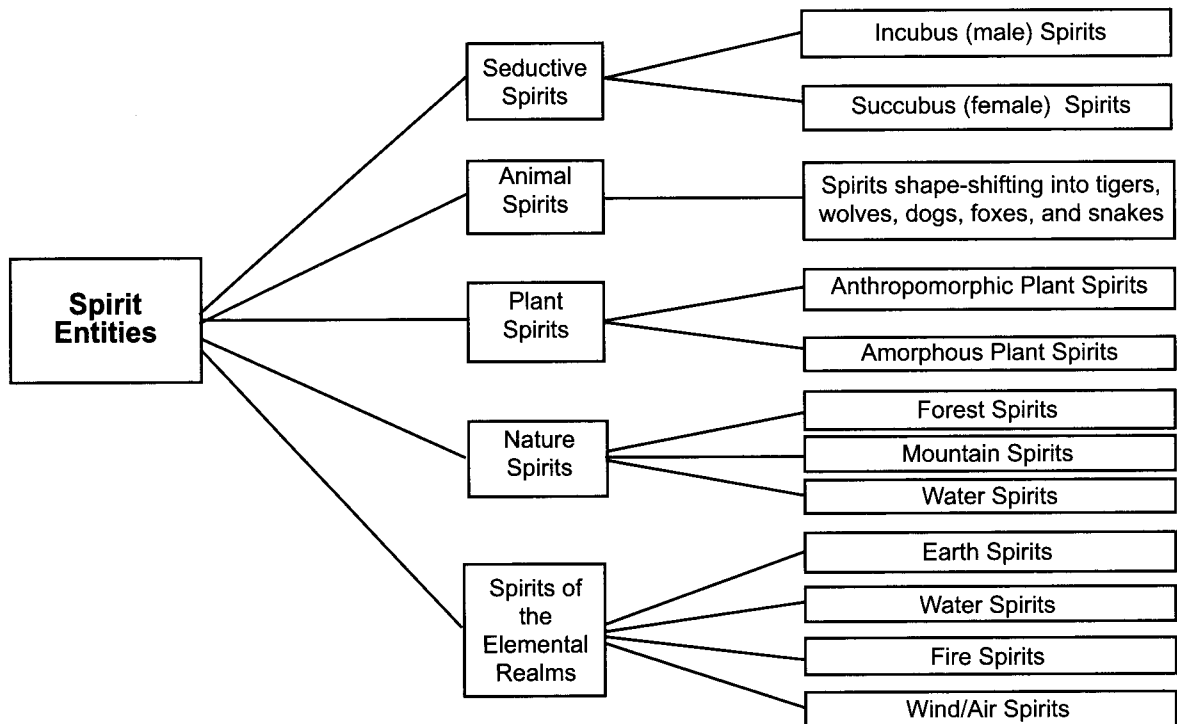 Spirit
Entities
Seductive
Spirits
Incubus (male) Spirits
Succubus (female) Spirits
Animal
Spirits
Spirits shape-shifting into tigers,
wolves, dogs, foxes, and snakes
Plant
Spirits
Anthropomorphic Plant Spirits
Amorphous Plant Spirits
Nature
Spirits
Forest Spirits
Mountain Spirits
Water Spirits
Spirits of
the
Elemental
Realms
Earth Spirits
Water Spirits
Fire Spirits
Wind/Air Spirits